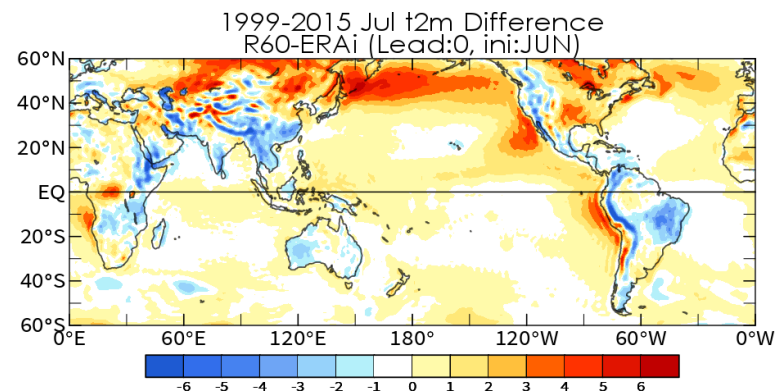 1999-2015 Jul t2m Difference
R60-ERAi (Lead:0, ini:JUN)
60°N
40°N
20°N
EQ
20°S
40°S
60°S
0°E 60°E 120°E 180° 120°W 60°W 0°W
-6 -5 -4 -3 -2 -1 0 1 2 3 4 5 6